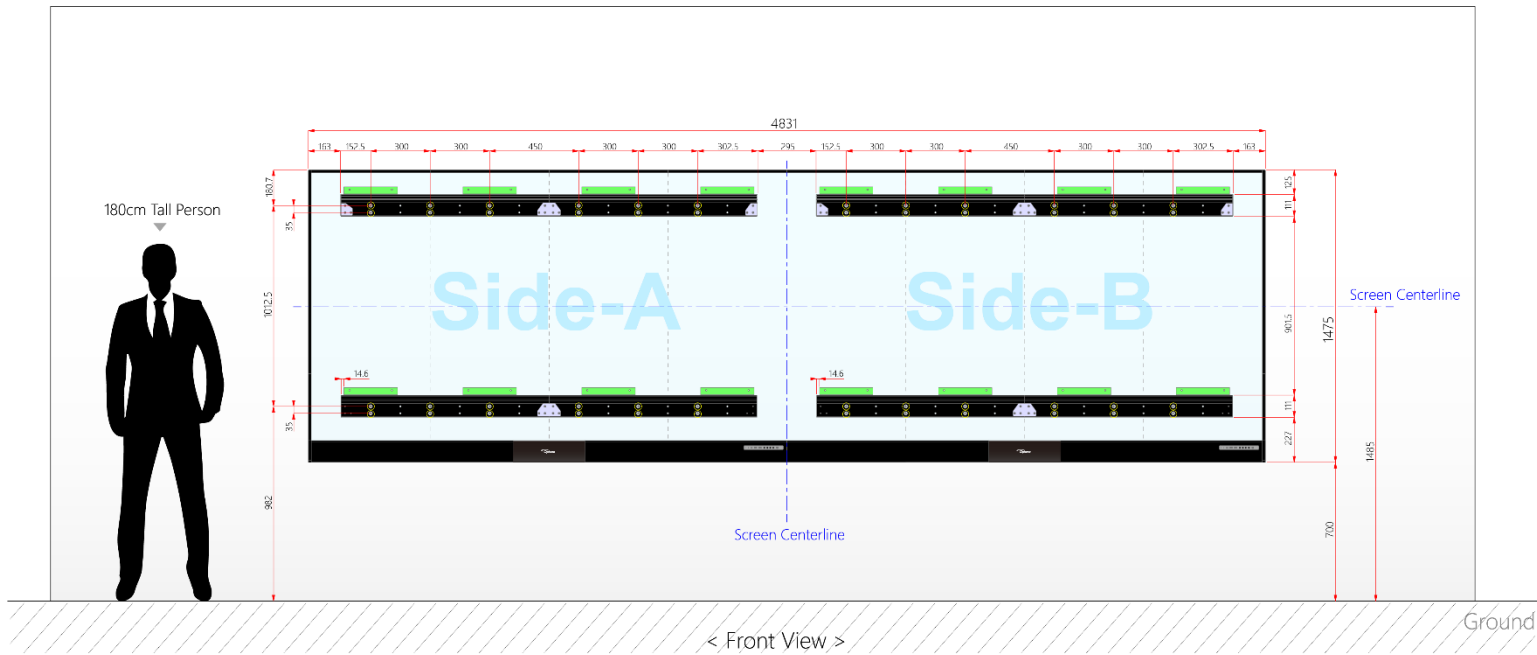 4831
163 152.5 300 300 450 300 300 302.5 295 152.5 300 300 450 300 300 302.5 163
180.7
125
180cm Tall Person
111
35
Side-A Side-B
Screen Centerline
1012.5
901.5
1475
14.6 14.6
111
35
227
1485
982
700
Screen Centerline
Ground
< Front View >